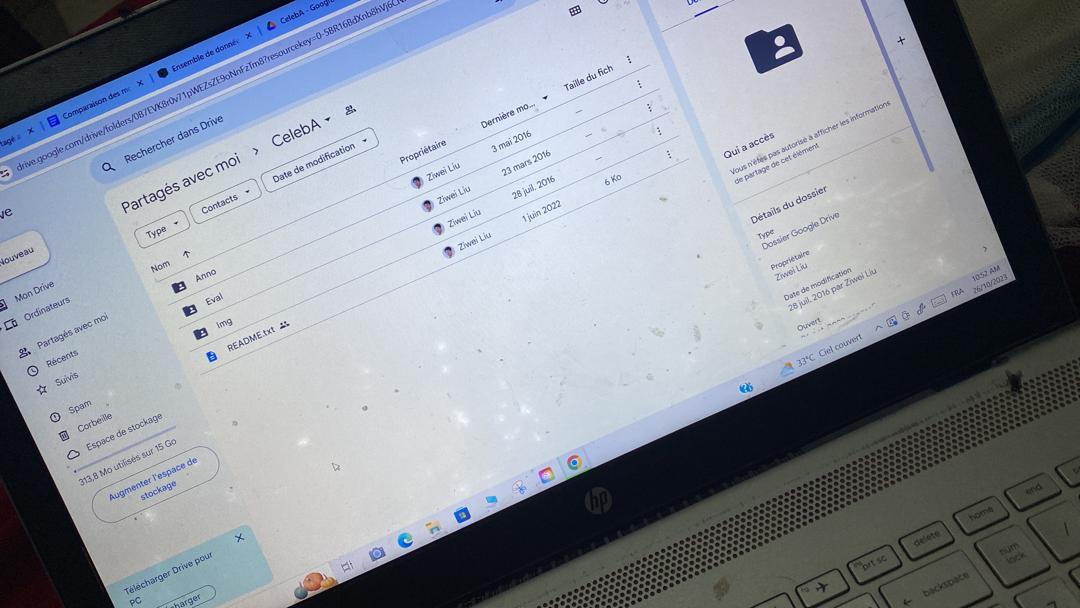 Comparaison des m
Ensemble de donné
CelebA - Google
drive.google.com/drive/folders/0B7EVK8r0v71pWEZsZE9oNnFzTm8?resourcekey=0-5BR16BdXnb8hVj6CN
Rechercher dans Drive
Partagés avec moi > CelebA
Type
Contacts
Date de modification
Nom ↑
Propriétaire
Dernière mo...
Taille du fich
Anno
Ziwei Liu
3 mai 2016
—
Eval
Ziwei Liu
23 mars 2016
—
Img
Ziwei Liu
28 juil. 2016
—
README.txt
Ziwei Liu
1 juin 2022
6 Ko
Nouveau
Mon Drive
Ordinateurs
Partagés avec moi
Récents
Suivis
Spam
Corbeille
Espace de stockage
313,8 Mo utilisés sur 15 Go
Augmenter l'espace de
stockage
Télécharger Drive pour
PC
Qui a accès
Vous n'êtes pas autorisé à afficher les informations
de partage de cet élément
Détails du dossier
Type
Dossier Google Drive
Propriétaire
Ziwei Liu
Date de modification
28 juil. 2016 par Ziwei Liu
Ouvert
33°C Ciel couvert
FRA
10:52 AM
26/10/2023
hp
prt sc
delete
home
end
backspace
num
lock
/